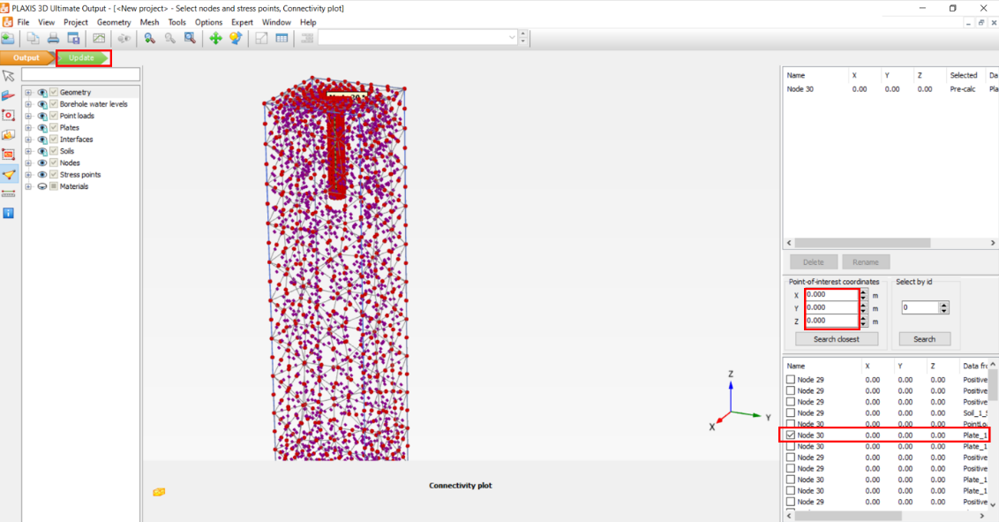 PLAXIS 3D Ultimate Output - [<New project> - Select nodes and stress points, Connectivity plot]
File View Project Geometry Mesh Tools Options Expert Window Help
Output Update
Geometry
Borehole water levels
Point loads
Plates
Interfaces
Soils
Nodes
Stress points
Materials
Z
Y
X
Connectivity plot
Name X Y Z Selected Da
Node 30 0.00 0.00 0.00 Pre-calc Pla
Delete Rename
Point-of-interest coordinates Select by id
X 0.000 m
Y 0.000 m 0
Z 0.000 m
Search closest Search
Name X Y Z Data fr
Node 29 0.00 0.00 0.00 Positive
Node 29 0.00 0.00 0.00 Positive
Node 29 0.00 0.00 0.00 Positive
Node 29 0.00 0.00 0.00 Soil_1_S
Node 30 0.00 0.00 0.00 PointLo
Node 30 0.00 0.00 0.00 Plate_1
Node 30 0.00 0.00 0.00 Plate_1
Node 29 0.00 0.00 0.00 Positive
Node 29 0.00 0.00 0.00 Positive
Node 30 0.00 0.00 0.00 Plate_1
Node 30 0.00 0.00 0.00 Plate_1
Node 29 0.00 0.00 0.00 Positive